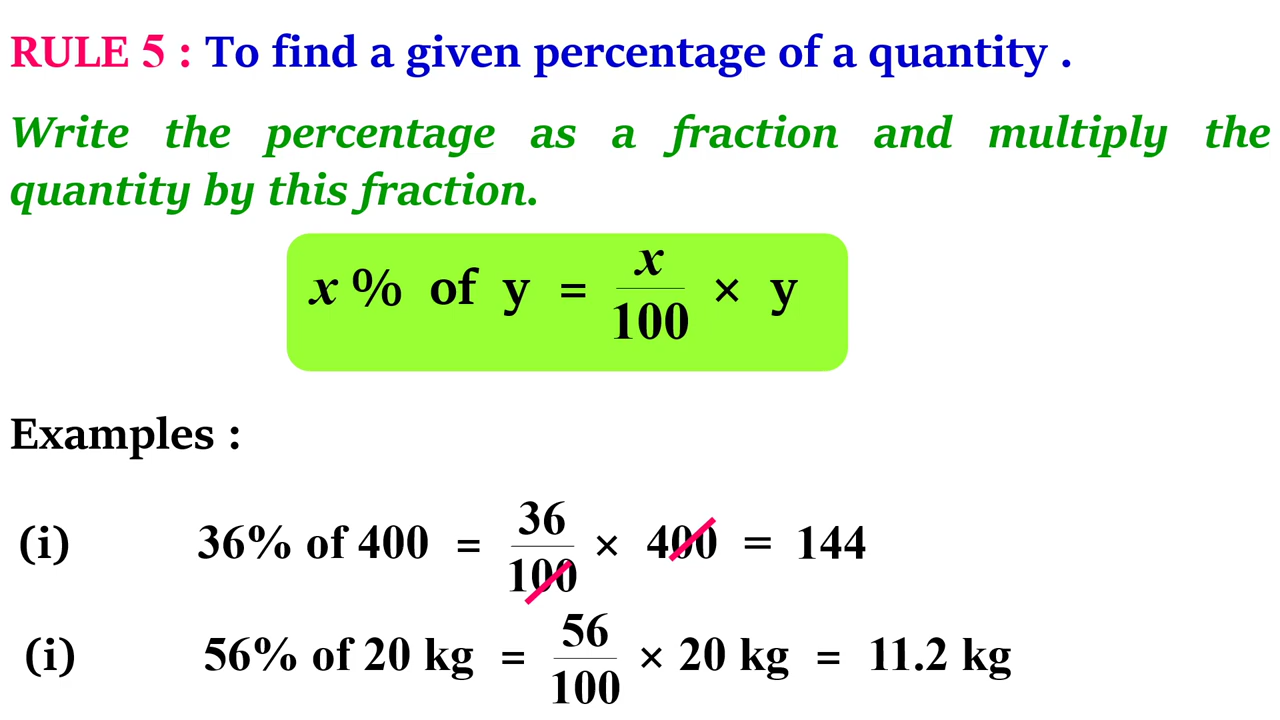 RULE 5 : To find a given percentage of a quantity .
Write the percentage as a fraction and multiply the
quantity by this fraction.
x % of y = x/100 × y
Examples :
(i) 36% of 400 = 36/100 × 400 = 144
(i) 56% of 20 kg = 56/100 × 20 kg = 11.2 kg